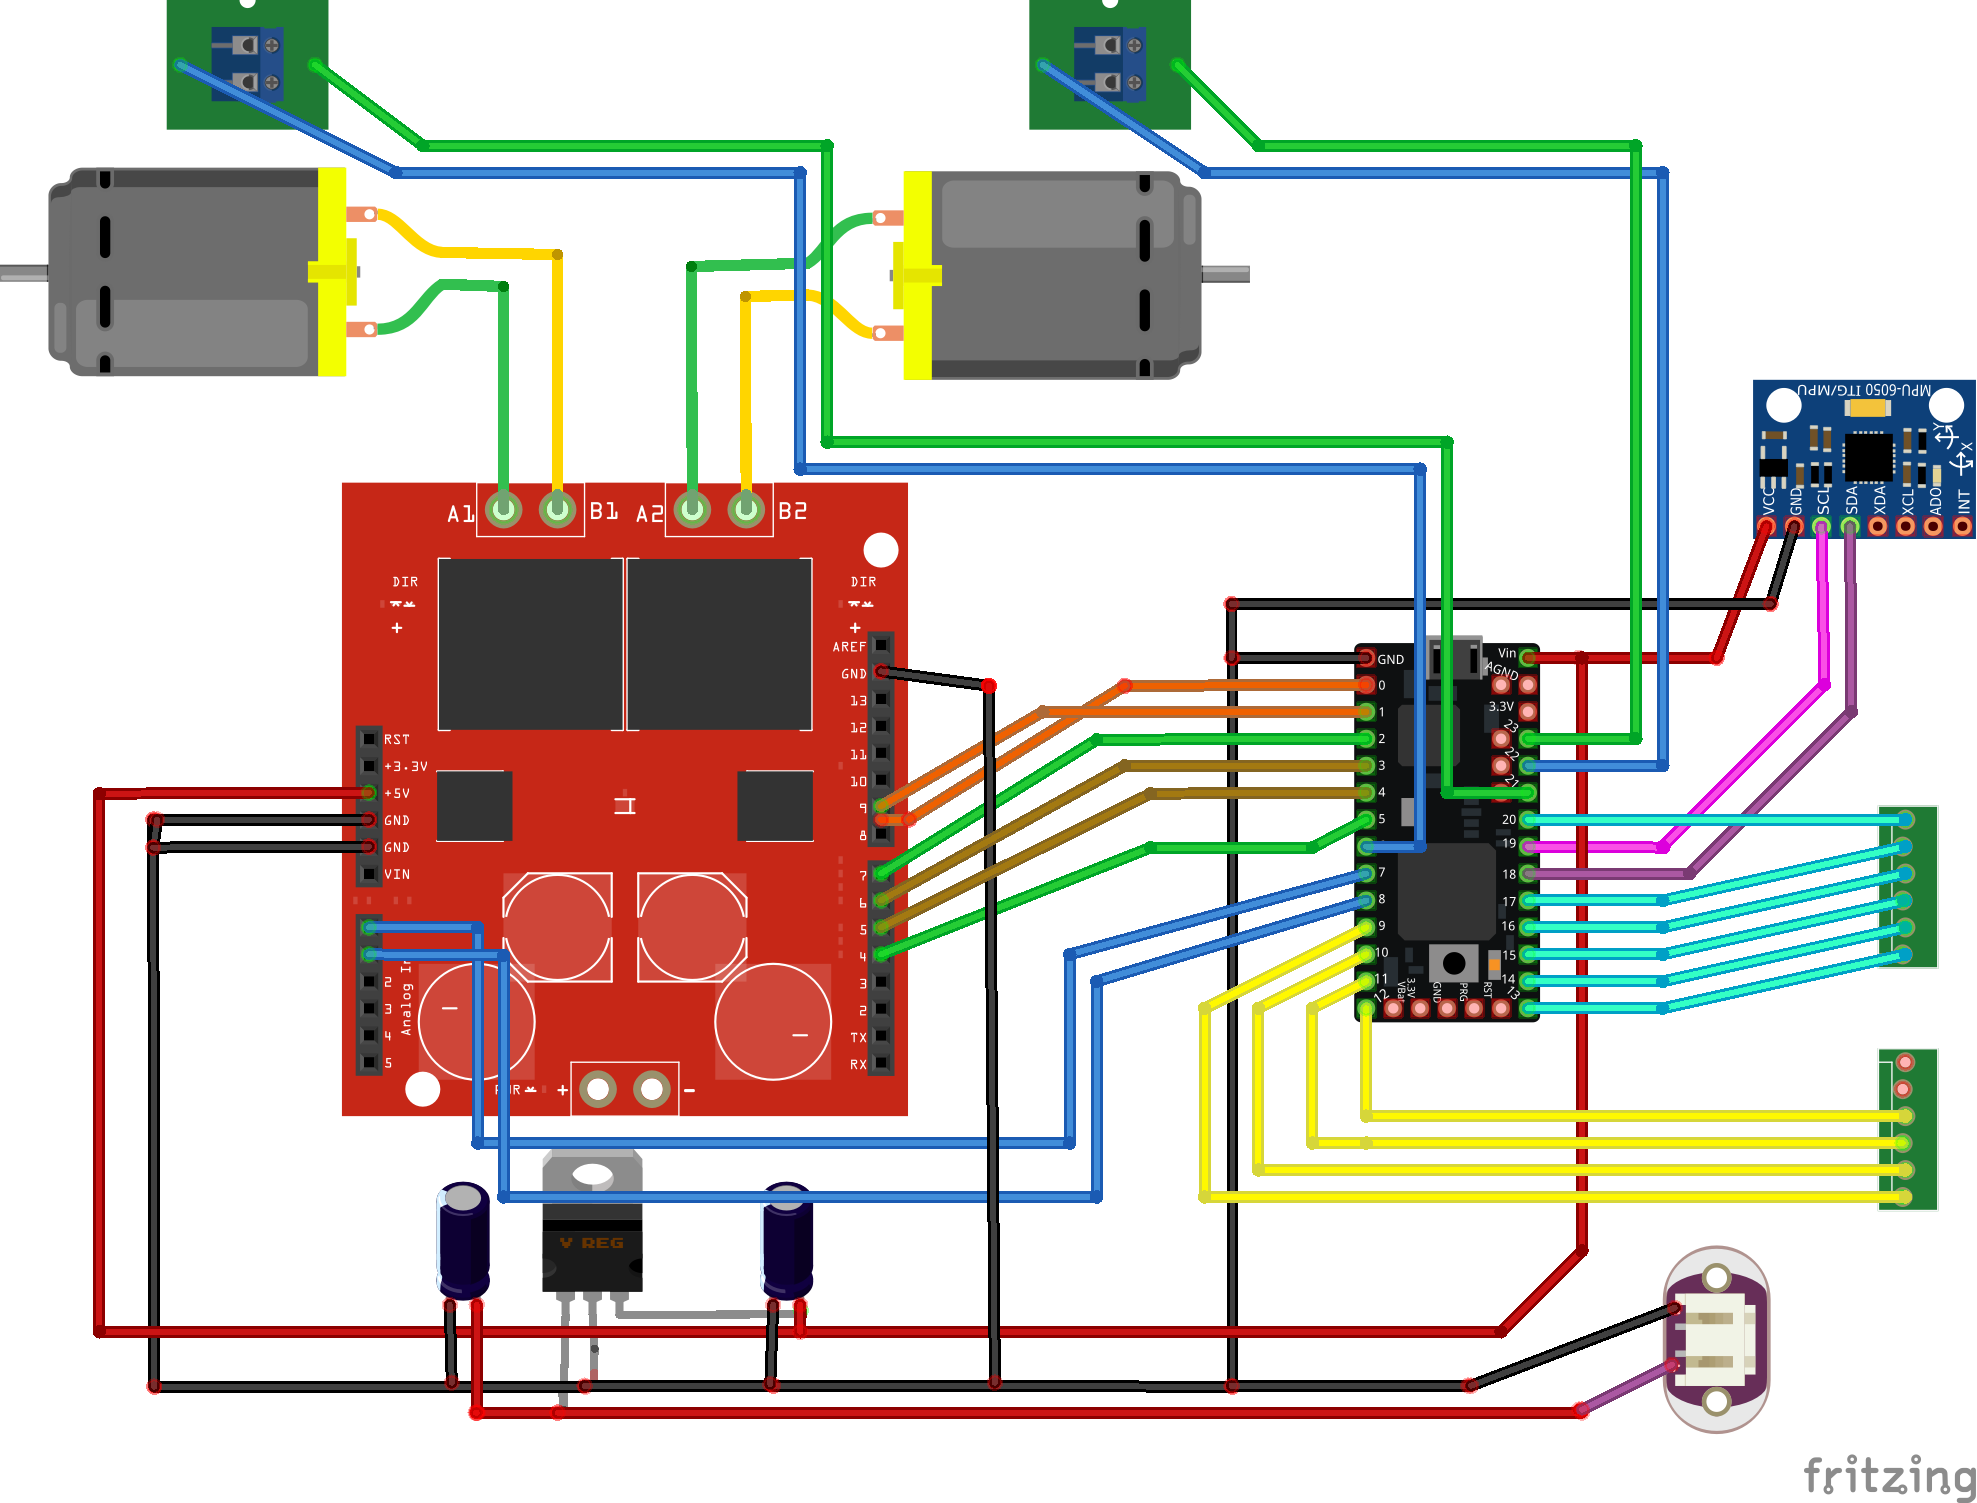 MPU-6050 ITG/MPU
Y
X
VCC
GND
SCL
SDA
XDA
XCL
ADO
INT
A1
B1
A2
B2
DIR
+
DIR
+
AREF
GND
13
12
11
10
9
8
7
6
5
4
3
2
TX
RX
RST
+3.3V
+5V
GND
GND
VIN
2
3
4
5
Analog In
+
-
GND
0
1
2
3
4
5
7
8
9
10
11
12
Vin
AGND
3.3V
23
22
21
20
19
18
17
16
15
14
13
VBat
3.3V
GND
PRG
RST
V REG
fritzing